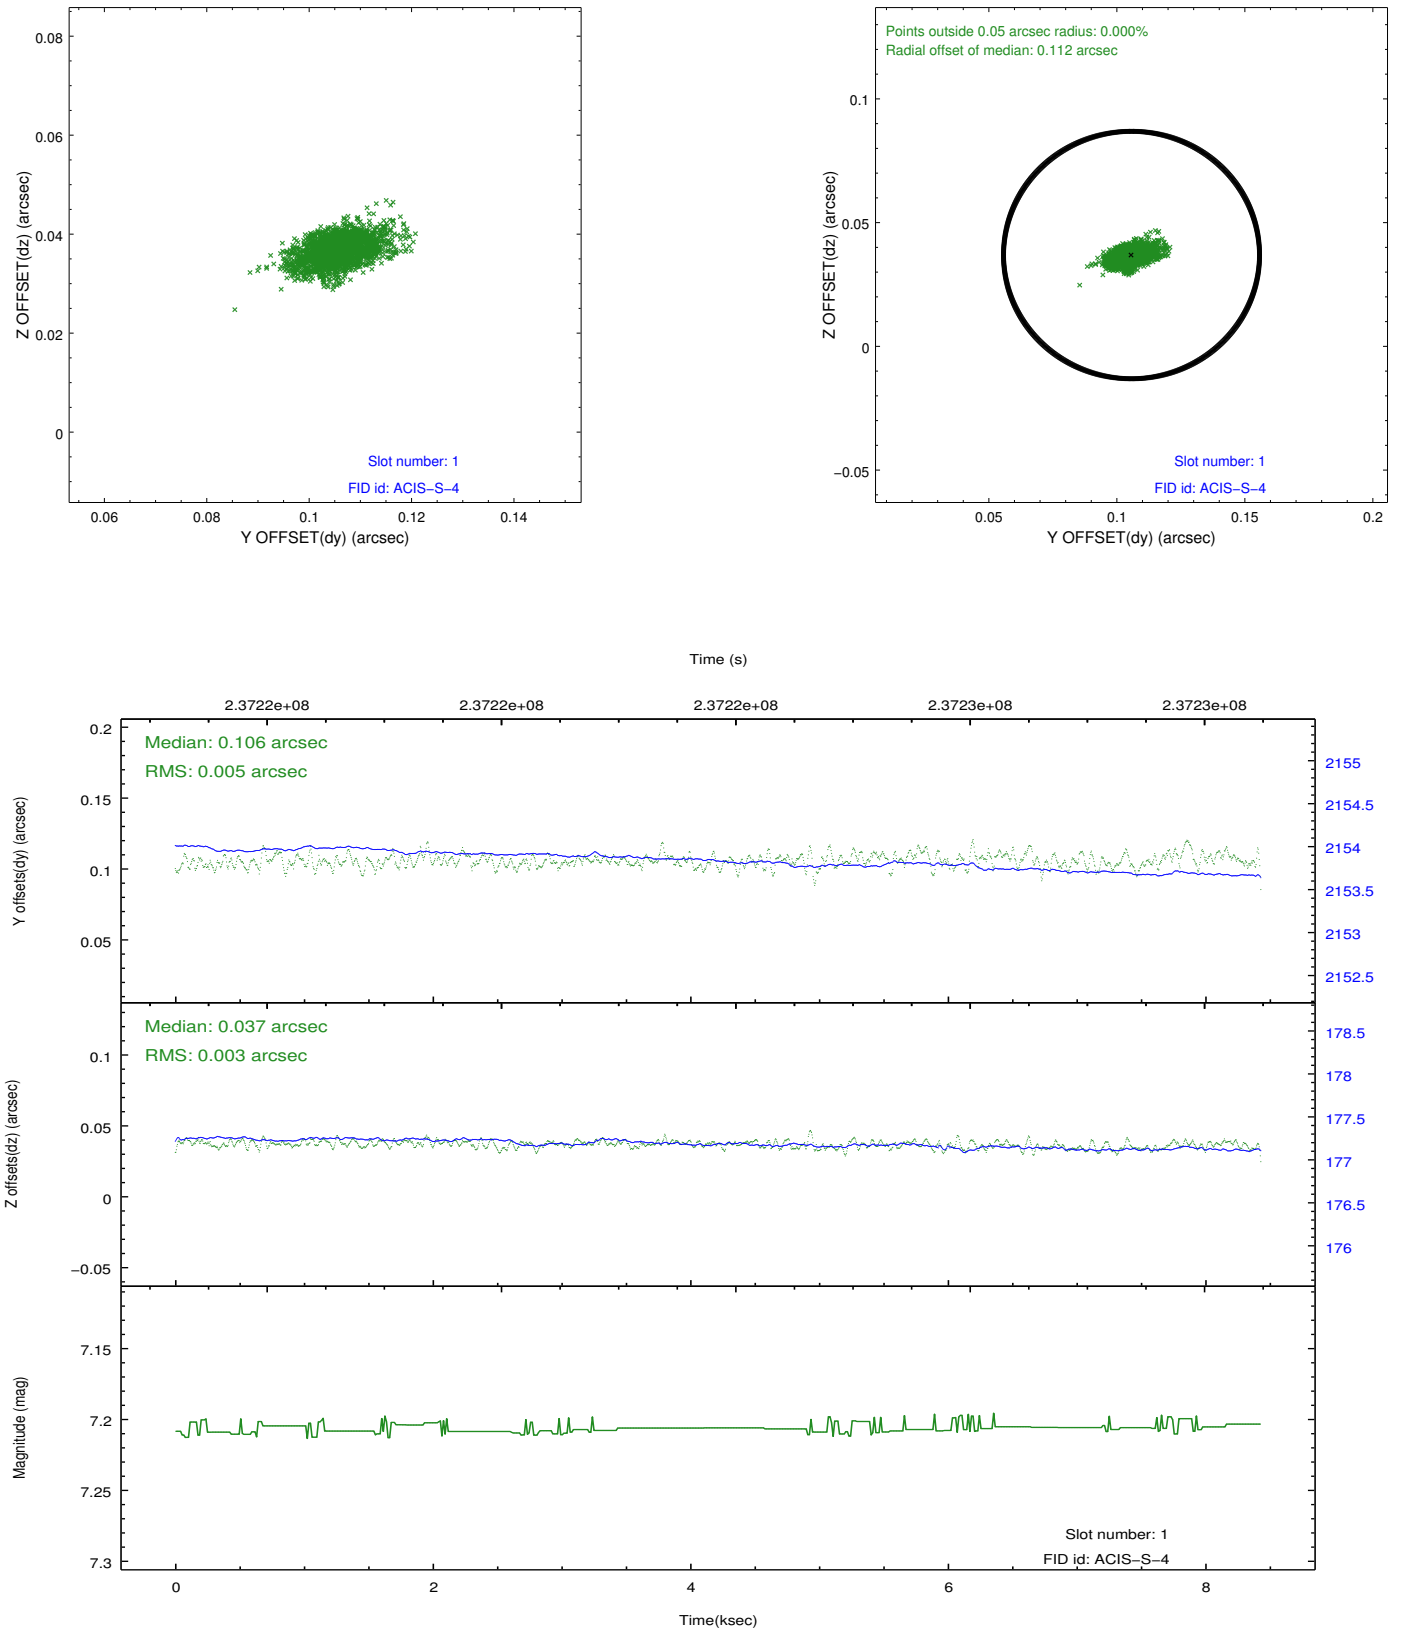 0.08
0.06
0.04
0.02
0
Z OFFSET(dz) (arcsec)
Slot number: 1
FID id: ACIS−S−4
0.06 0.08 0.1 0.12 0.14
Y OFFSET(dy) (arcsec)
Points outside 0.05 arcsec radius: 0.000%
Radial offset of median: 0.112 arcsec
0.1
0.05
0
−0.05
Z OFFSET(dz) (arcsec)
Slot number: 1
FID id: ACIS−S−4
0.05 0.1 0.15 0.2
Y OFFSET(dy) (arcsec)
Time (s)
2.3722e+08 2.3722e+08 2.3722e+08 2.3723e+08 2.3723e+08
Median: 0.106 arcsec
RMS: 0.005 arcsec
0.2
0.15
0.1
0.05
Y offsets(dy) (arcsec)
2155
2154.5
2154
2153.5
2153
2152.5
Median: 0.037 arcsec
RMS: 0.003 arcsec
0.1
0.05
0
−0.05
Z offsets(dz) (arcsec)
178.5
178
177.5
177
176.5
176
7.15
7.2
7.25
7.3
Magnitude (mag)
Slot number: 1
FID id: ACIS−S−4
0 2 4 6 8
Time(ksec)